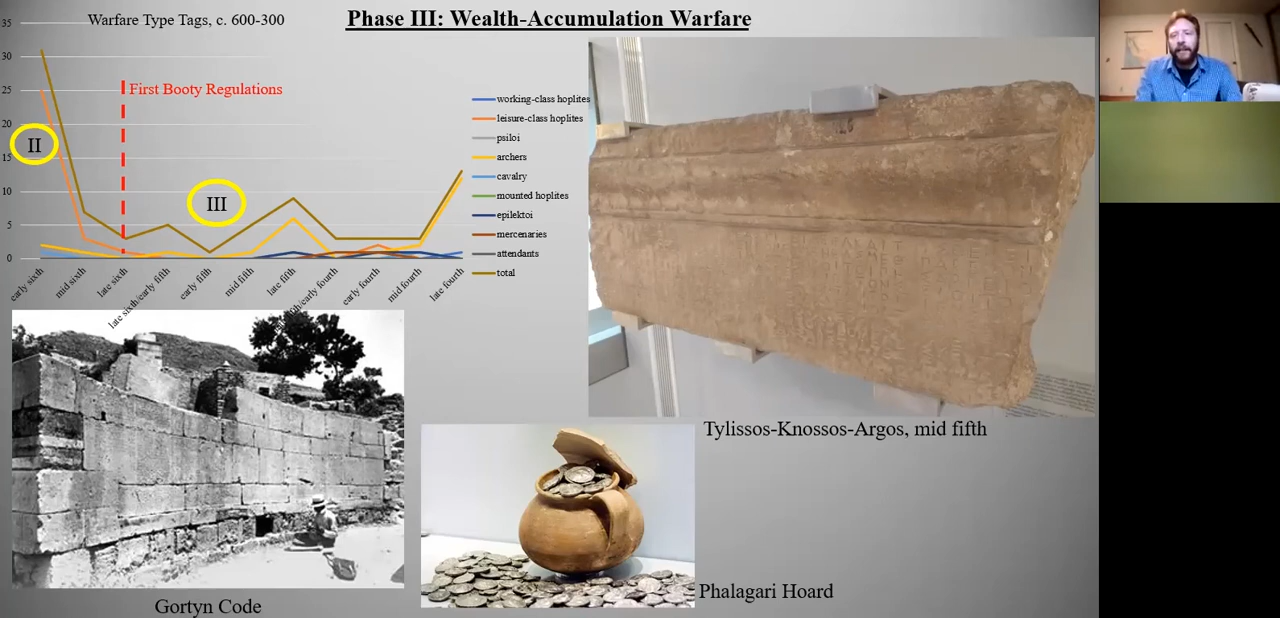 Phase III: Wealth-Accumulation Warfare
Warfare Type Tags, c. 600-300
35
30
25
20
15
10
5
0
First Booty Regulations
II
III
early sixth
mid sixth
late sixth
late sixth/early fifth
early fifth
mid fifth
late fifth
fifth/early fourth
early fourth
mid fourth
late fourth
working-class hoplites
leisure-class hoplites
psiloi
archers
cavalry
mounted hoplites
epilektoi
mercenaries
attendants
total
Tylissos-Knossos-Argos, mid fifth
Phalagari Hoard
Gortyn Code